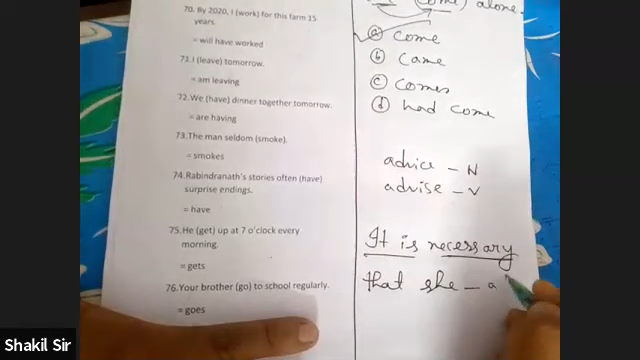 70. By 2020, I (work) for this farm 15
years.
= will have worked
71.I (leave) tomorrow.
= am leaving
72.We (have) dinner together tomorrow.
= are having
73.The man seldom (smoke).
= smokes
74.Rabindranath's stories often (have)
surprise endings.
= have
75.He (get) up at 7 o'clock every
morning.
= gets
76.Your brother (go) to school regularly.
= goes
(come) alone.
ⓐ come
ⓑ came
ⓒ comes
ⓓ had come
advice - N
advise - V
It is necessary
that she - a
Shakil Sir